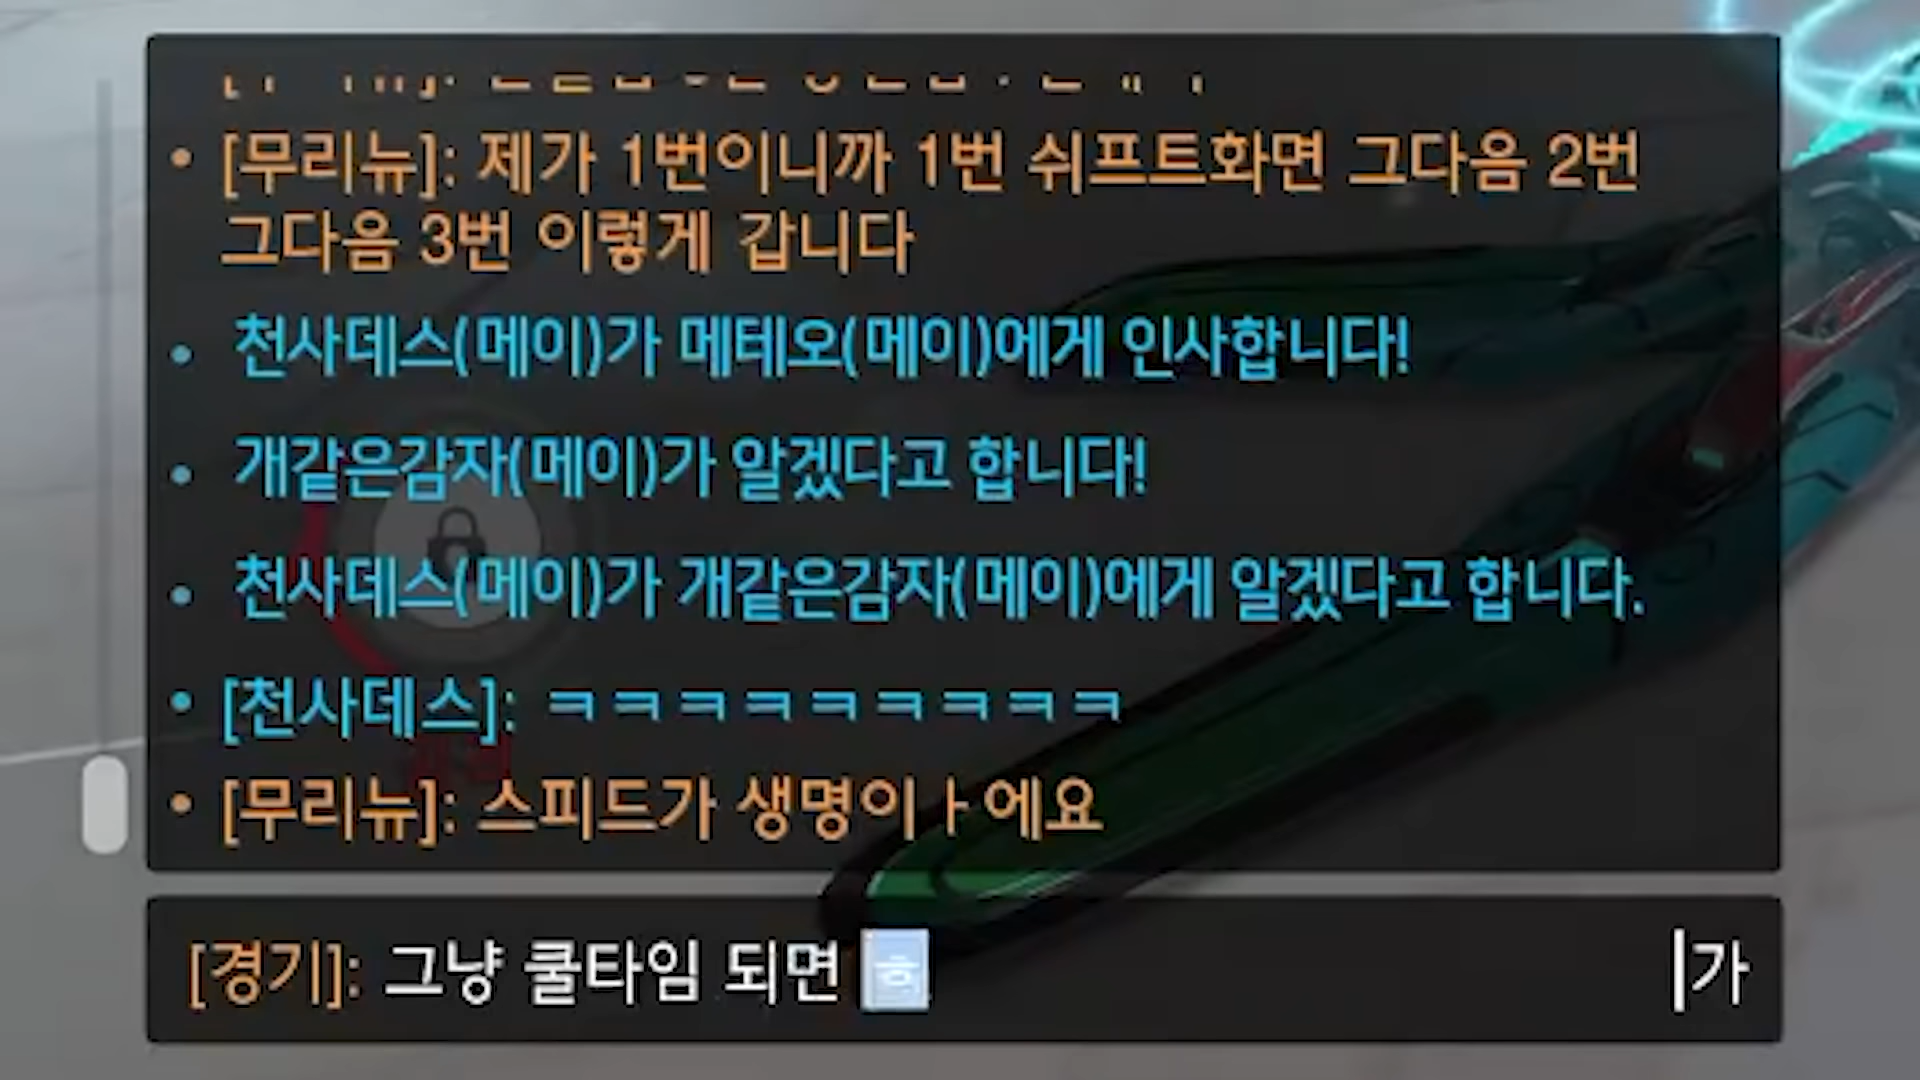 • [무리뉴]: 제가 1번이니까 1번 쉬프트화면 그다음 2번
그다음 3번 이렇게 갑니다
• 천사데스(메이)가 메테오(메이)에게 인사합니다!
• 개같은감자(메이)가 알겠다고 합니다!
• 천사데스(메이)가 개같은감자(메이)에게 알겠다고 합니다.
• [천사데스]: ㅋㅋㅋㅋㅋㅋㅋㅋㅋ
• [무리뉴]: 스피드가 생명이ㅏ에요
[경기]: 그냥 쿨타임 되면 ㅎ
가